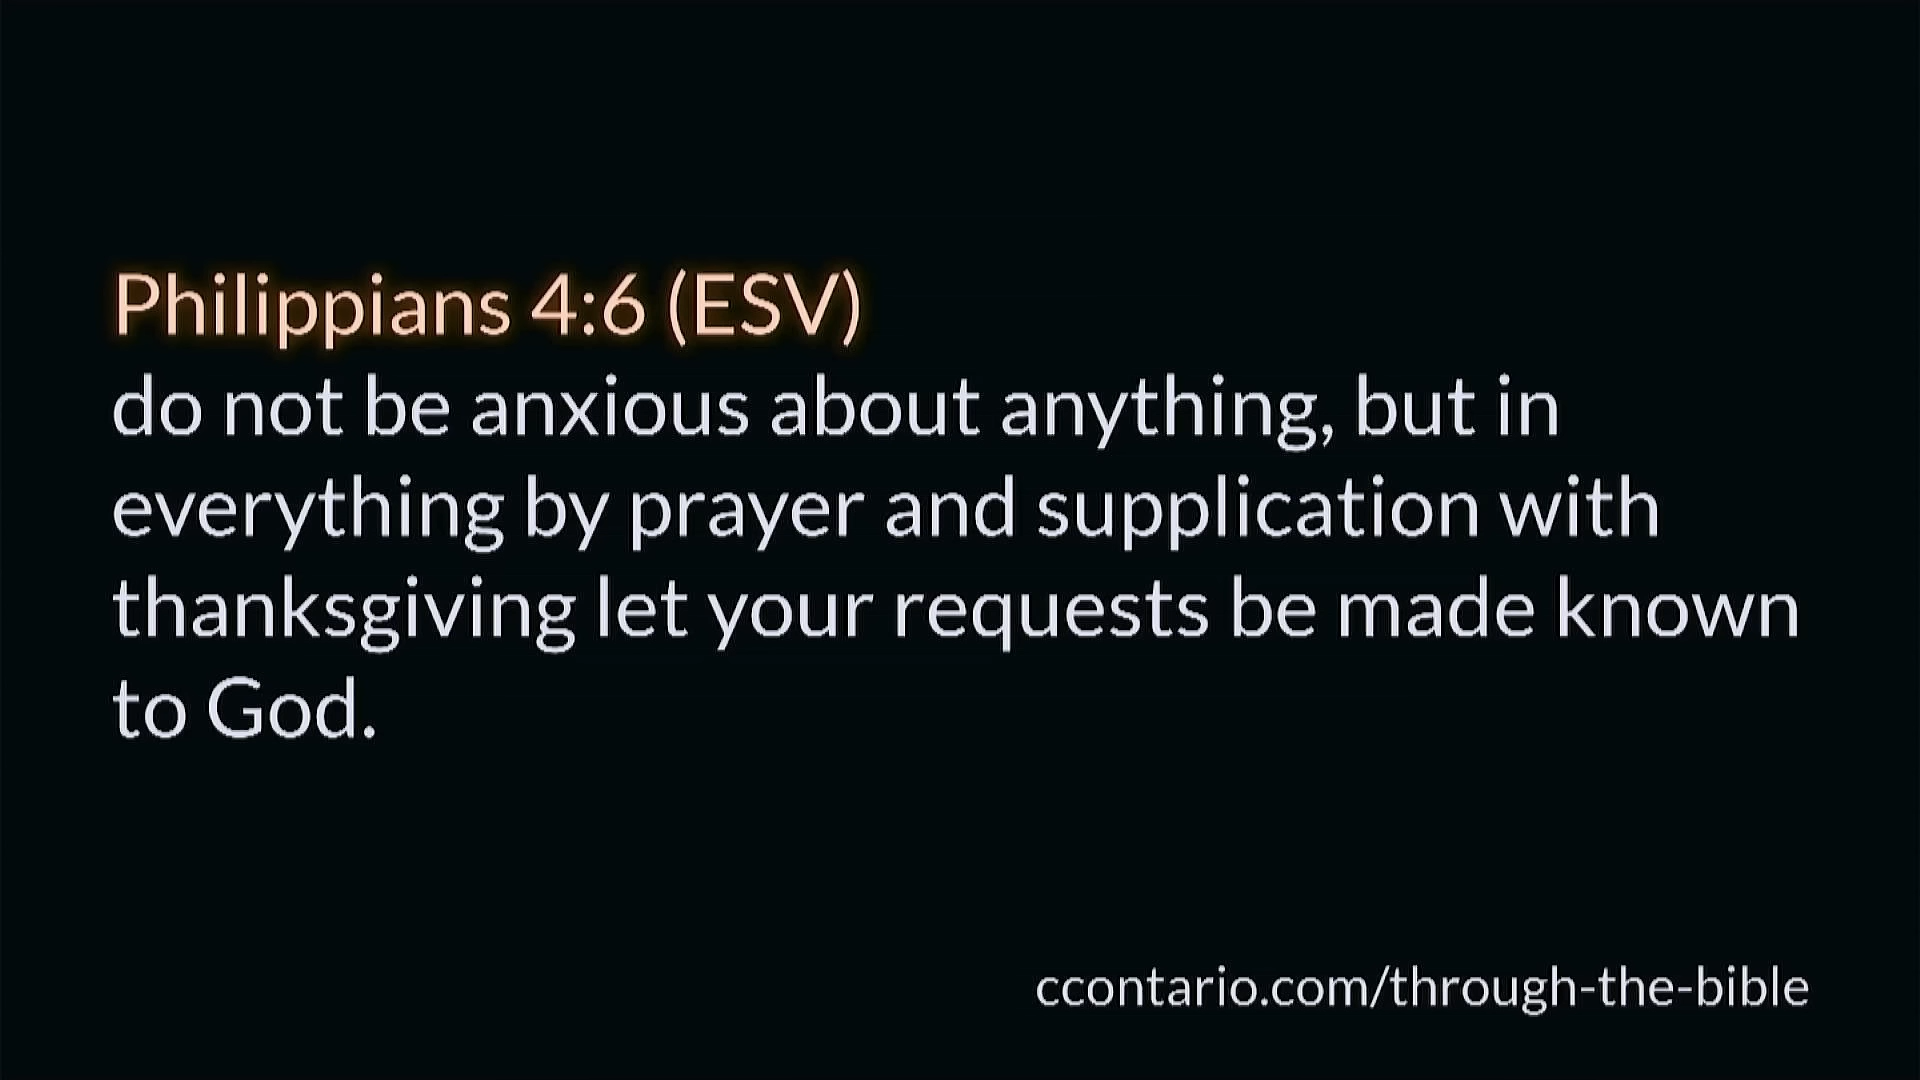 Philippians 4:6 (ESV)
do not be anxious about anything, but in
everything by prayer and supplication with
thanksgiving let your requests be made known
to God.
ccontario.com/through-the-bible